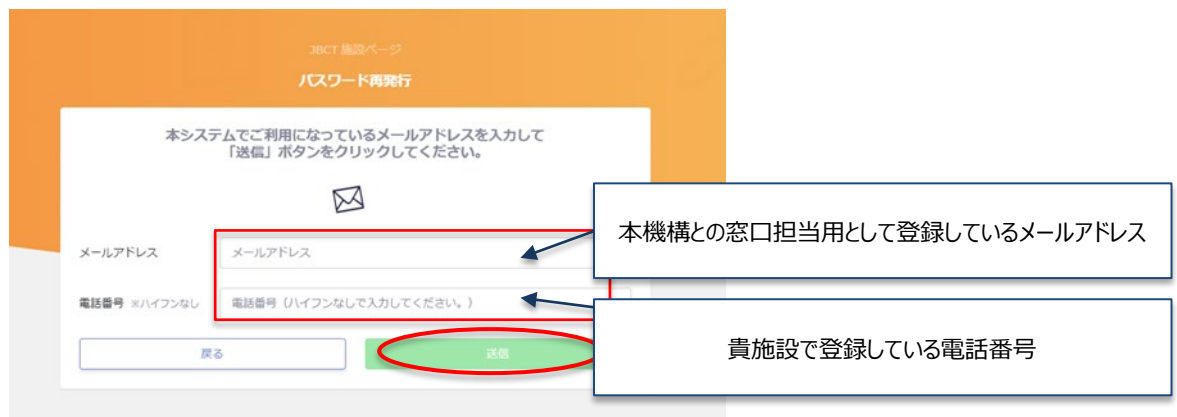 JBCT 施設ページ
パスワード再発行
本システムでご利用になっているメールアドレスを入力して
「送信」ボタンをクリックしてください。
メールアドレス
メールアドレス
本機構との窓口担当用として登録しているメールアドレス
電話番号 ※ハイフンなし
電話番号（ハイフンなしで入力してください。）
貴施設で登録している電話番号
戻る
送信